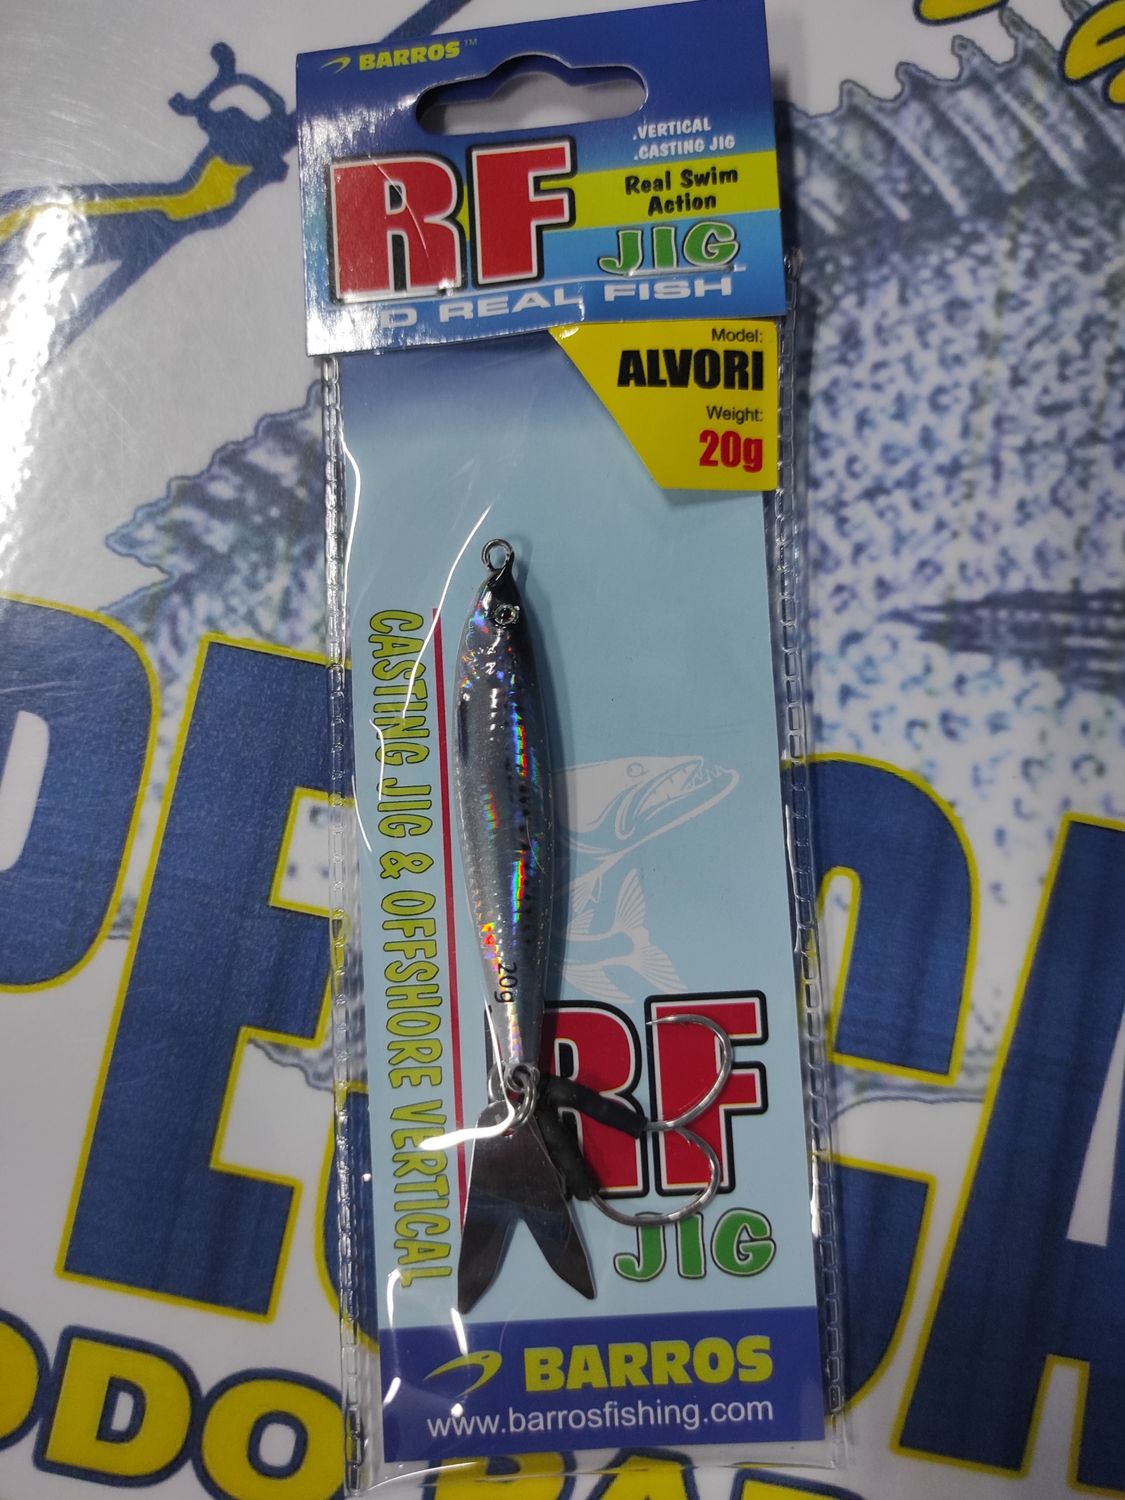 BARROS™
.VERTICAL
.CASTING JIG
RF
Real Swim
Action
JIG
D REAL FISH
Model:
ALVORI
Weight:
20g
CASTING JIG & OFFSHORE VERTICAL
20g
RF
JIG
BARROS
www.barrosfishing.com